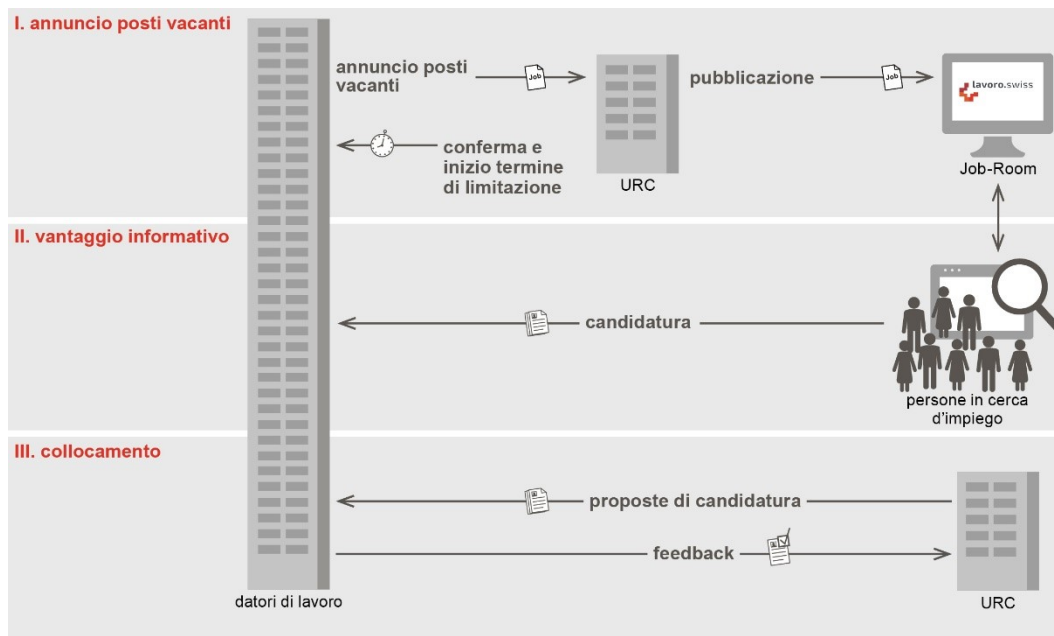 I. annuncio posti vacanti
annuncio posti
vacanti
Job
pubblicazione
Job
lavoro.swiss
conferma e
inizio termine
di limitazione
URC
Job-Room
II. vantaggio informativo
candidatura
persone in cerca
d'impiego
III. collocamento
proposte di candidatura
feedback
datori di lavoro
URC